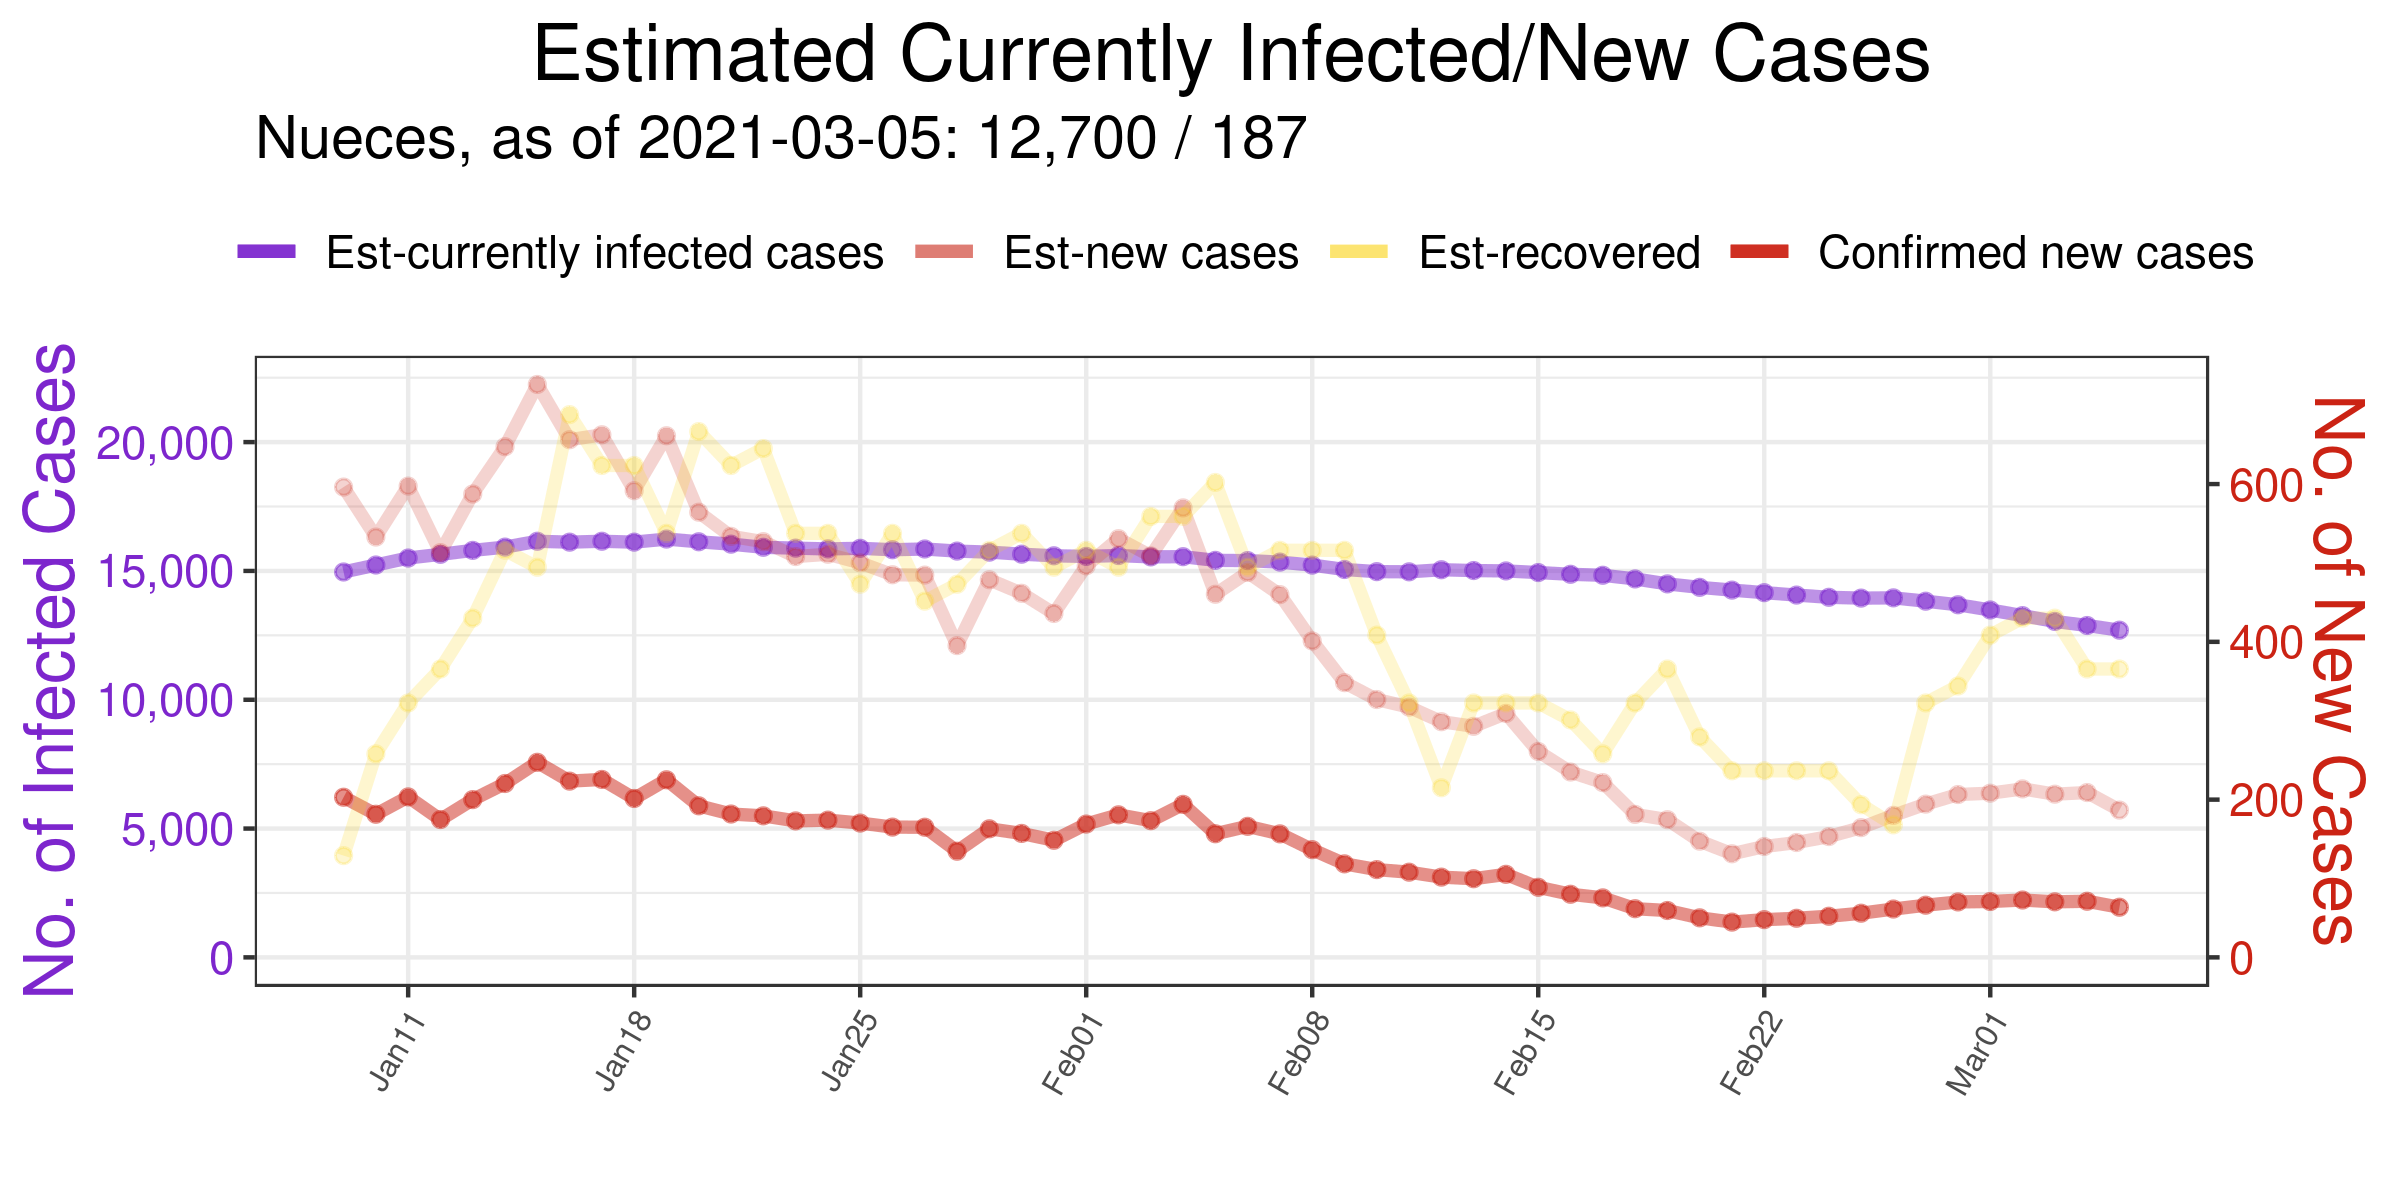 Estimated Currently Infected/New Cases
Nueces, as of 2021-03-05: 12,700 / 187
Est-currently infected cases Est-new cases Est-recovered Confirmed new cases
No. of Infected Cases
20,000
15,000
10,000
5,000
0
600
400
200
0
No. of New Cases
Jan11 Jan18 Jan25 Feb01 Feb08 Feb15 Feb22 Mar01